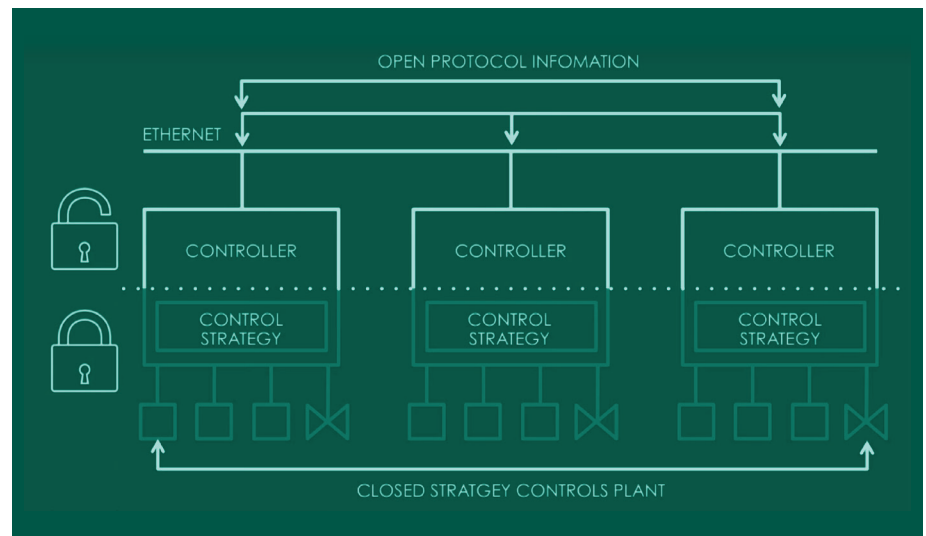 OPEN PROTOCOL INFOMATION
ETHERNET
CONTROLLER
CONTROLLER
CONTROLLER
CONTROL
STRATEGY
CONTROL
STRATEGY
CONTROL
STRATEGY
CLOSED STRATGEY CONTROLS PLANT